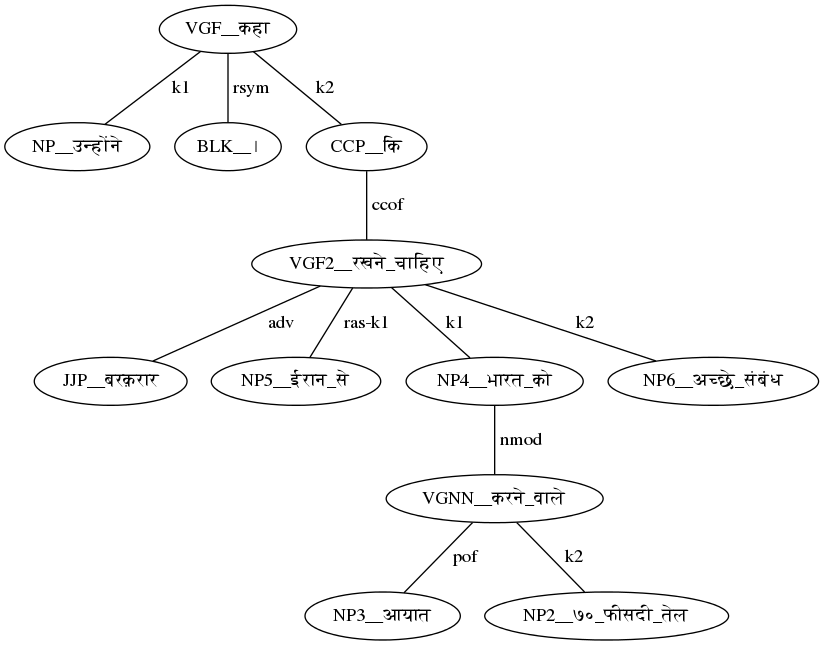 VGF__कहा
k1
rsym
k2
NP__उन्होंने
BLK__।
CCP__कि
ccof
VGF2__रखने_चाहिए
adv
ras-k1
k1
k2
JJP__बरक़रार
NP5__ईरान_से
NP4__भारत_को
NP6__अच्छे_संबंध
nmod
VGNN__करने_वाले
pof
k2
NP3__आयात
NP2__७०_फीसदी_तेल